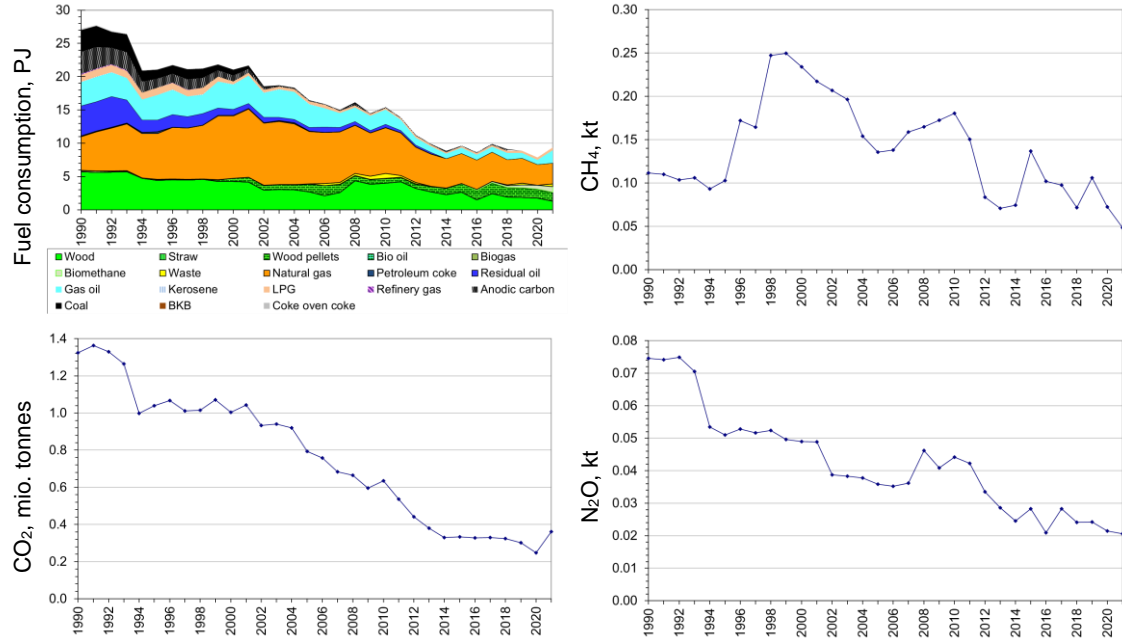 Fuel consumption, PJ
30
25
20
15
10
5
0
1990 1992 1994 1996 1998 2000 2002 2004 2006 2008 2010 2012 2014 2016 2018 2020
Wood Straw Wood pellets Bio oil Biogas
Biomethane Waste Natural gas Petroleum coke Residual oil
Gas oil Kerosene LPG Refinery gas Anodic carbon
Coal BKB Coke oven coke
CH₄, kt
0.30
0.25
0.20
0.15
0.10
0.05
0.00
1990 1992 1994 1996 1998 2000 2002 2004 2006 2008 2010 2012 2014 2016 2018 2020
CO₂, mio. tonnes
1.4
1.2
1.0
0.8
0.6
0.4
0.2
0.0
1990 1992 1994 1996 1998 2000 2002 2004 2006 2008 2010 2012 2014 2016 2018 2020
N₂O, kt
0.08
0.07
0.06
0.05
0.04
0.03
0.02
0.01
0.00
1990 1992 1994 1996 1998 2000 2002 2004 2006 2008 2010 2012 2014 2016 2018 2020